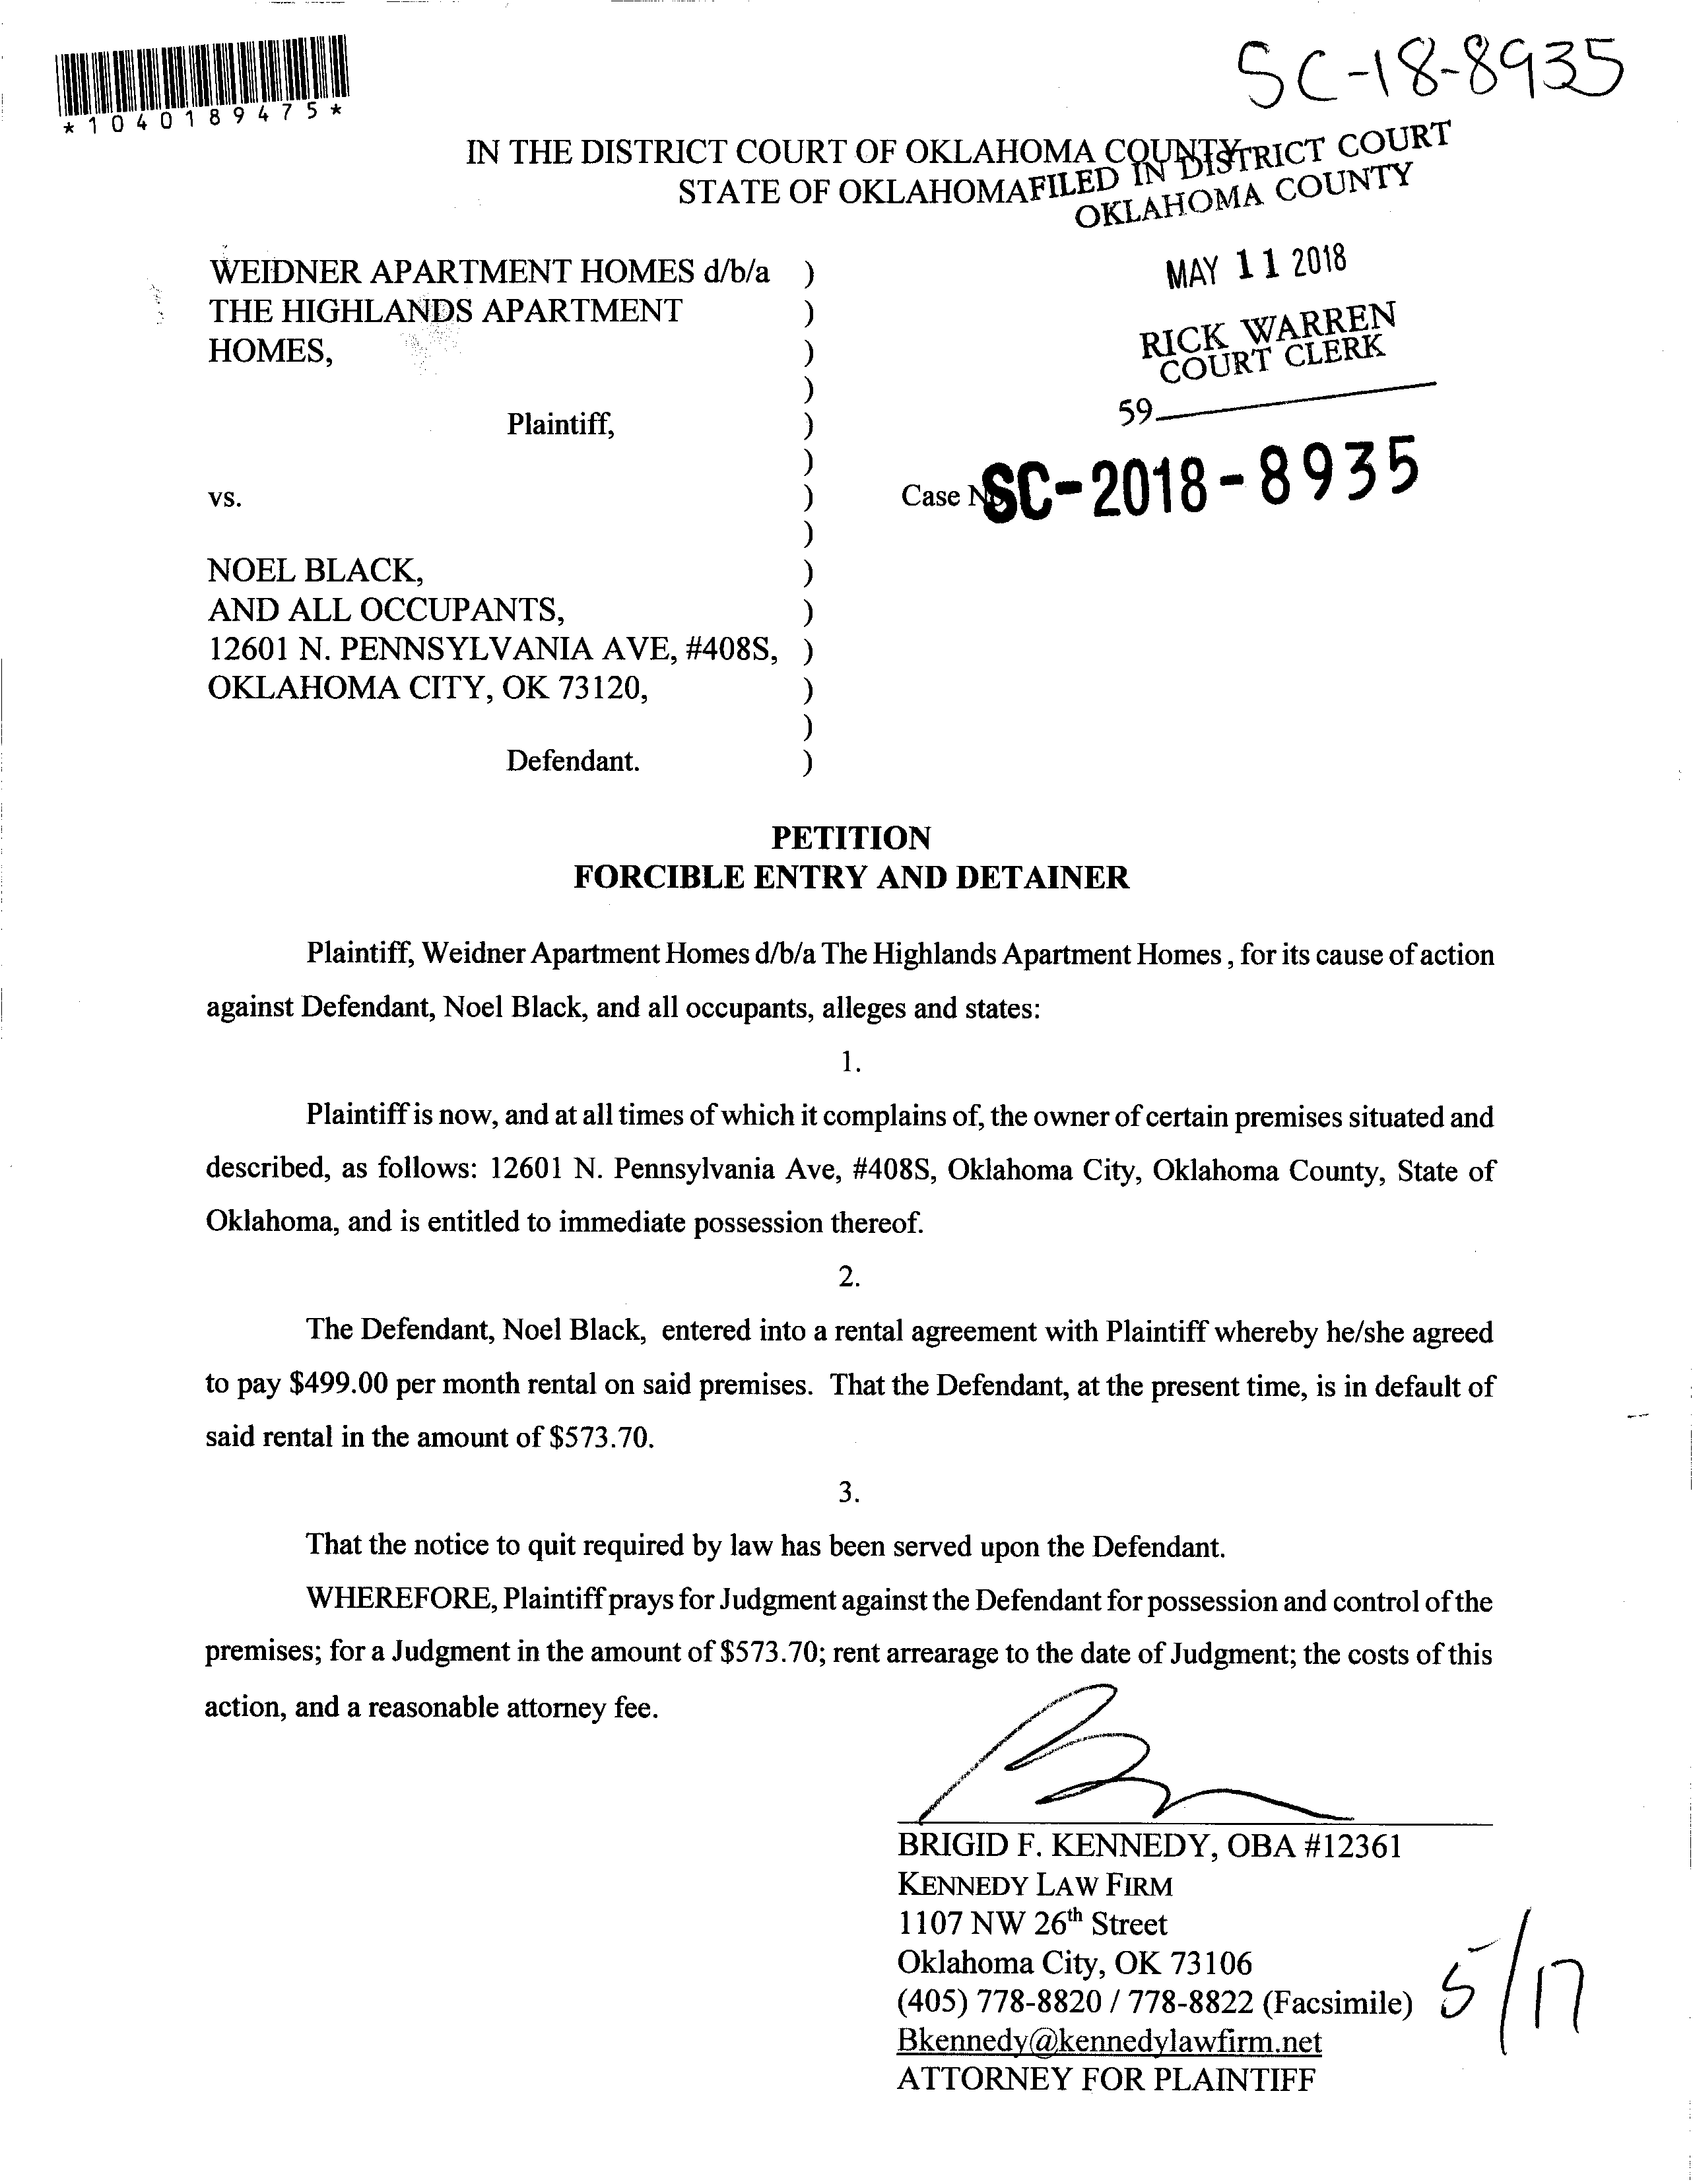 SC-18-8935
*1040189475*
IN THE DISTRICT COURT OF OKLAHOMA COUNTY
STATE OF OKLAHOMA
FILED IN DISTRICT COURT
OKLAHOMA COUNTY
MAY 11 2018
RICK WARREN
COURT CLERK
59
WEIDNER APARTMENT HOMES d/b/a )
THE HIGHLANDS APARTMENT )
HOMES, )
)
Plaintiff, )
)
vs. ) Case No. SC-2018-8935
)
NOEL BLACK, )
AND ALL OCCUPANTS, )
12601 N. PENNSYLVANIA AVE, #408S, )
OKLAHOMA CITY, OK 73120, )
)
Defendant. )
PETITION
FORCIBLE ENTRY AND DETAINER
Plaintiff, Weidner Apartment Homes d/b/a The Highlands Apartment Homes , for its cause of action
against Defendant, Noel Black, and all occupants, alleges and states:
1.
Plaintiff is now, and at all times of which it complains of, the owner of certain premises situated and
described, as follows: 12601 N. Pennsylvania Ave, #408S, Oklahoma City, Oklahoma County, State of
Oklahoma, and is entitled to immediate possession thereof.
2.
The Defendant, Noel Black, entered into a rental agreement with Plaintiff whereby he/she agreed
to pay $499.00 per month rental on said premises. That the Defendant, at the present time, is in default of
said rental in the amount of $573.70.
3.
That the notice to quit required by law has been served upon the Defendant.
WHEREFORE, Plaintiff prays for Judgment against the Defendant for possession and control of the
premises; for a Judgment in the amount of $573.70; rent arrearage to the date of Judgment; the costs of this
action, and a reasonable attorney fee.
BRIGID F. KENNEDY, OBA #12361
KENNEDY LAW FIRM
1107 NW 26th Street
Oklahoma City, OK 73106
(405) 778-8820 / 778-8822 (Facsimile)
Bkennedy@kennedylawfirm.net
ATTORNEY FOR PLAINTIFF
5/17